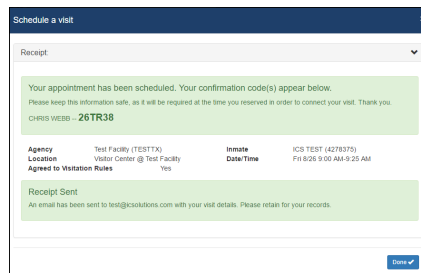 Schedule a visit
Receipt:
Your appointment has been scheduled. Your confirmation code(s) appear below.
Please keep this information safe, as it will be required at the time you reserved in order to connect your visit. Thank you.
CHRIS WEBB -- 26TR38
Agency Test Facility (TESTTX) Inmate ICS TEST (4278375)
Location Visitor Center @ Test Facility Date/Time Fri 8/26 9:00 AM-9:25 AM
Agreed to Visitation Rules Yes
Receipt Sent
An email has been sent to test@icsolutions.com with your visit details. Please retain for your records.
Done ✔